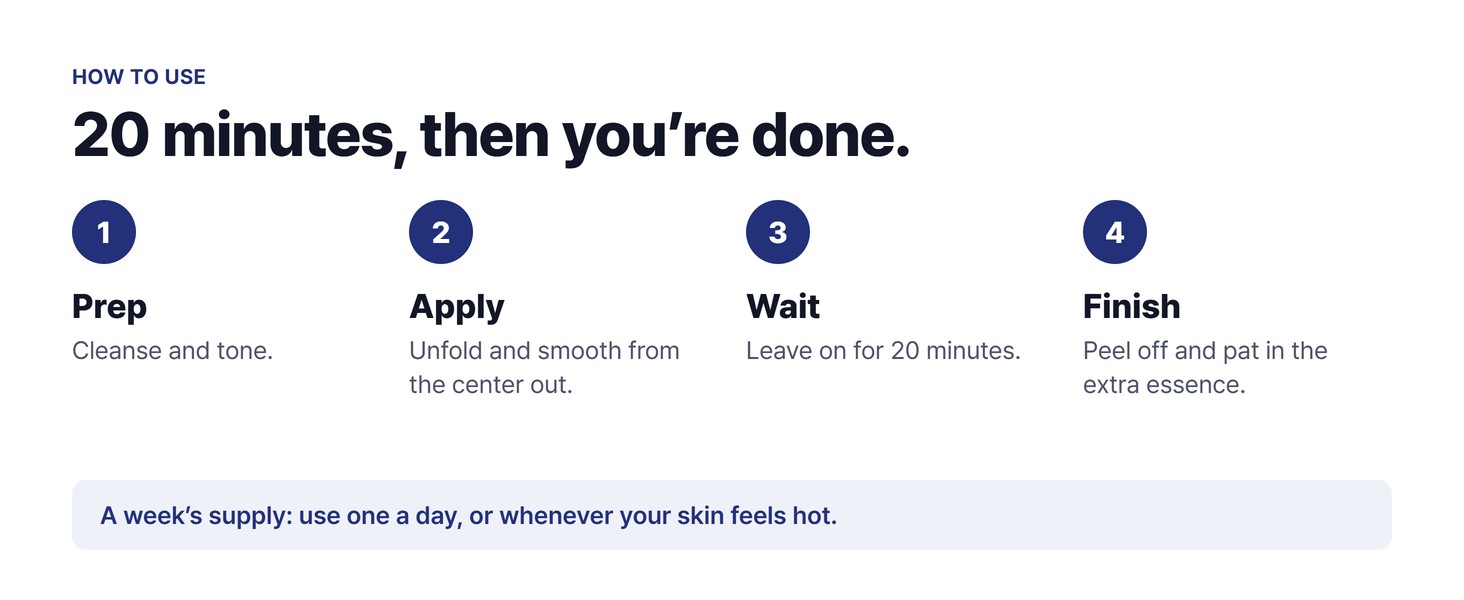 HOW TO USE
20 minutes, then you’re done.
1
Prep
Cleanse and tone.
2
Apply
Unfold and smooth from
the center out.
3
Wait
Leave on for 20 minutes.
4
Finish
Peel off and pat in the
extra essence.
A week’s supply: use one a day, or whenever your skin feels hot.